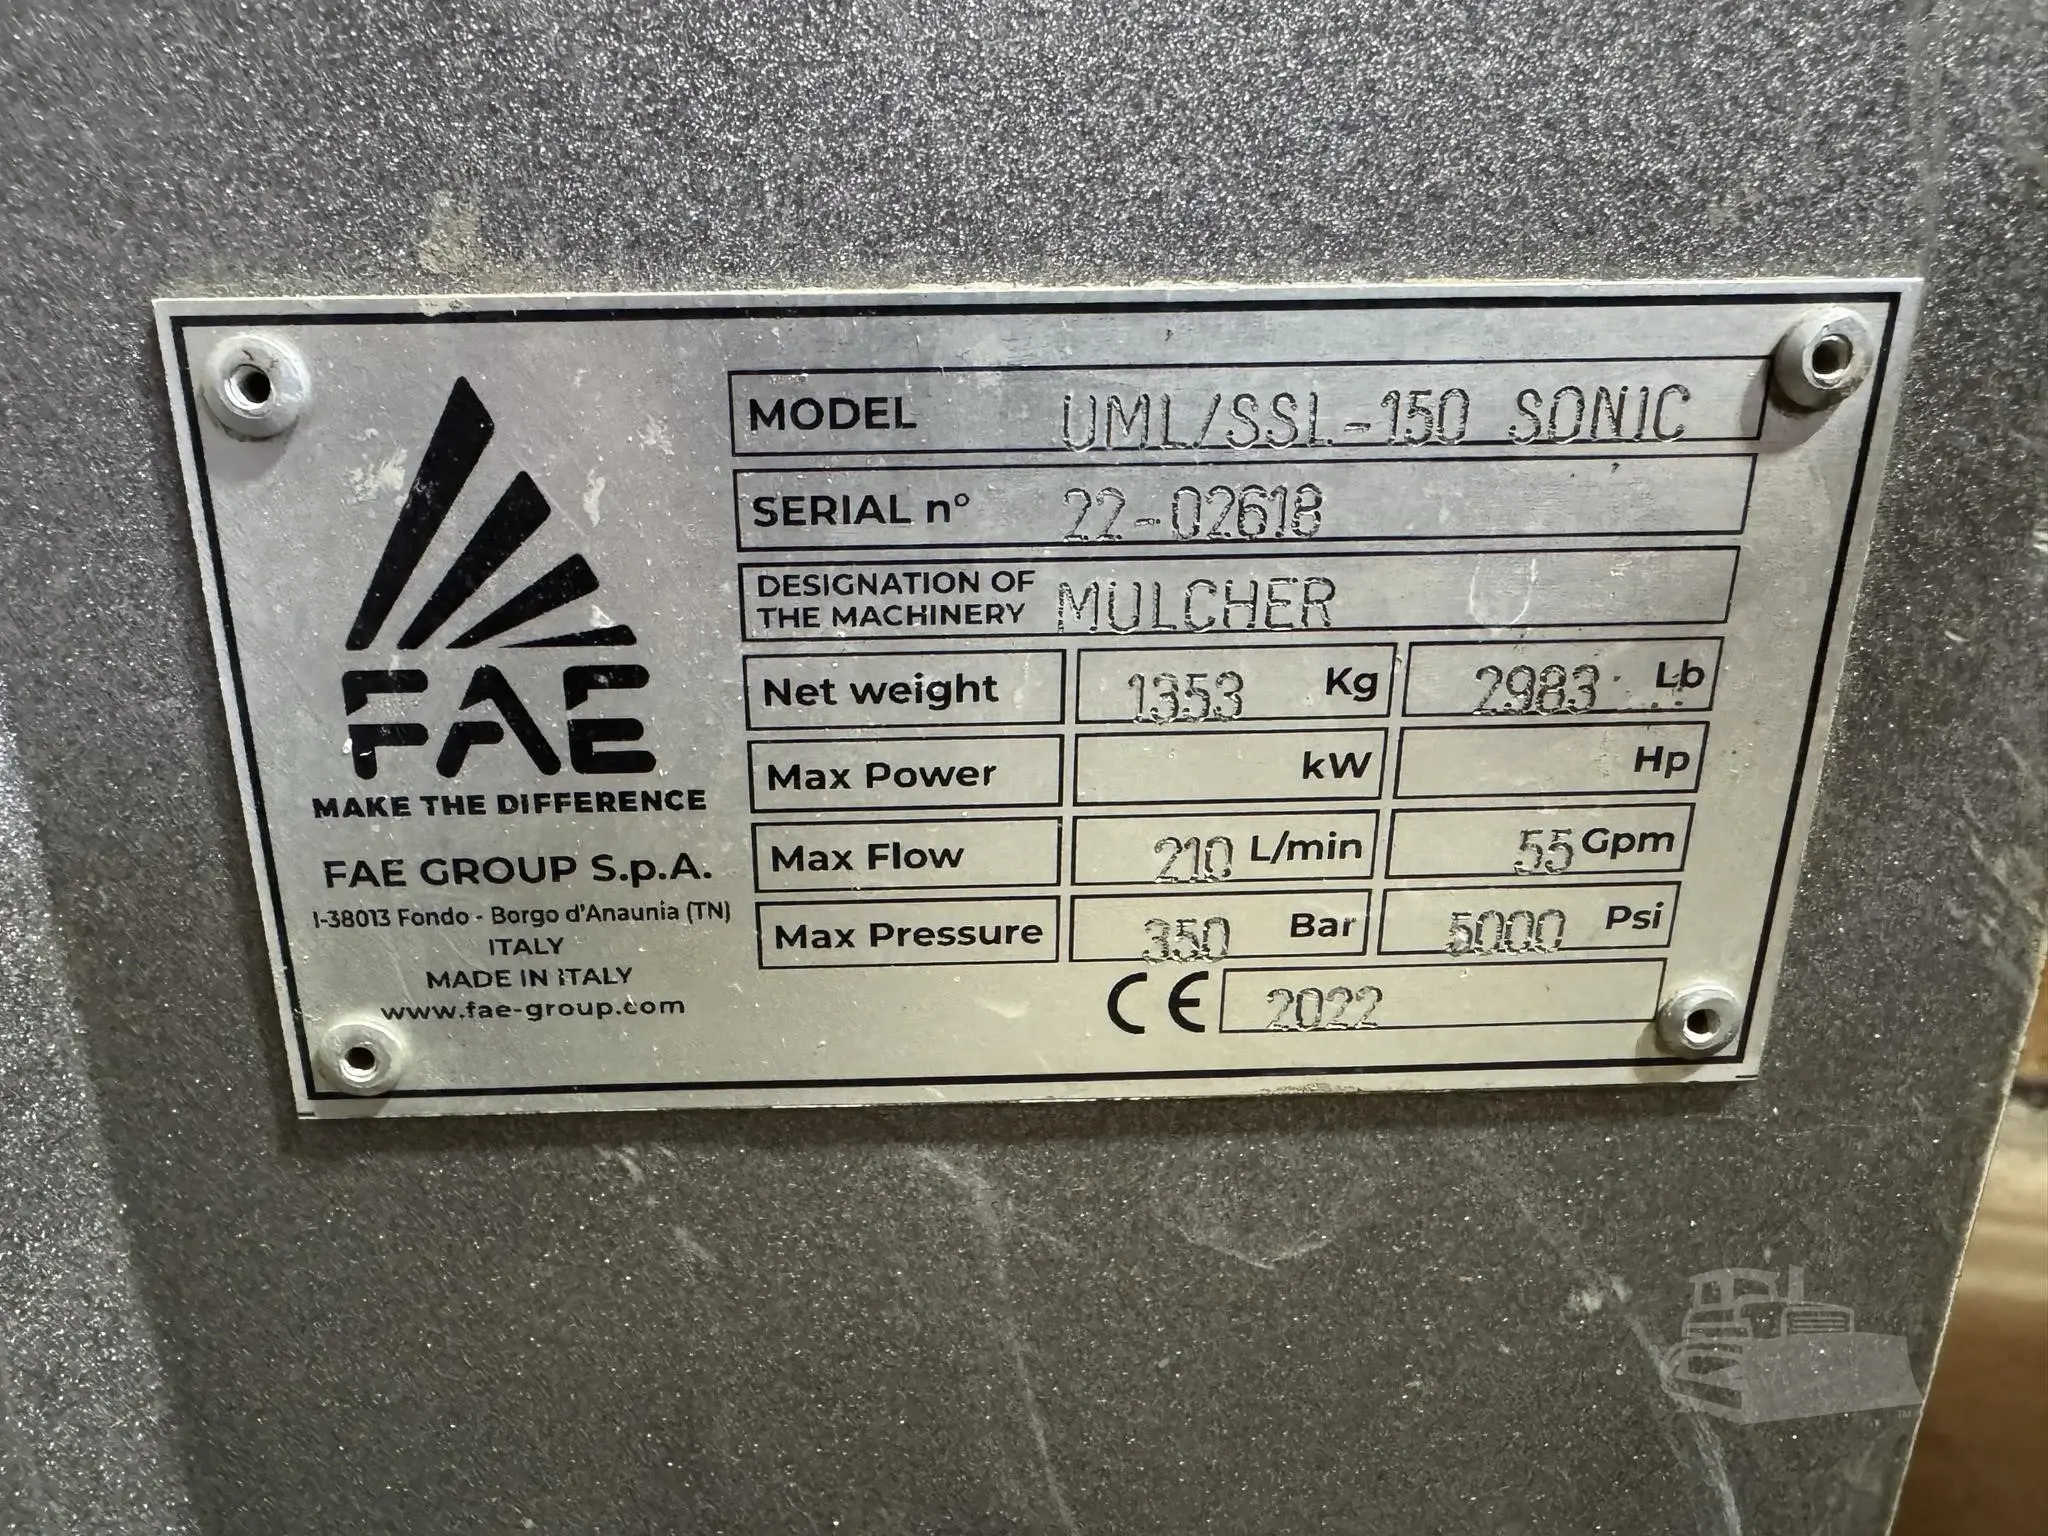 FAE
MAKE THE DIFFERENCE
FAE GROUP S.p.A.
I-38013 Fondo - Borgo d'Anaunia (TN)
ITALY
MADE IN ITALY
www.fae-group.com
MODEL UML/SSL-150 SONIC
SERIAL n° 22-02618
DESIGNATION OF
THE MACHINERY MULCHER
Net weight 1353 Kg 2983 Lb
Max Power kW Hp
Max Flow 210 L/min 55 Gpm
Max Pressure 350 Bar 5000 Psi
CE 2022
TM